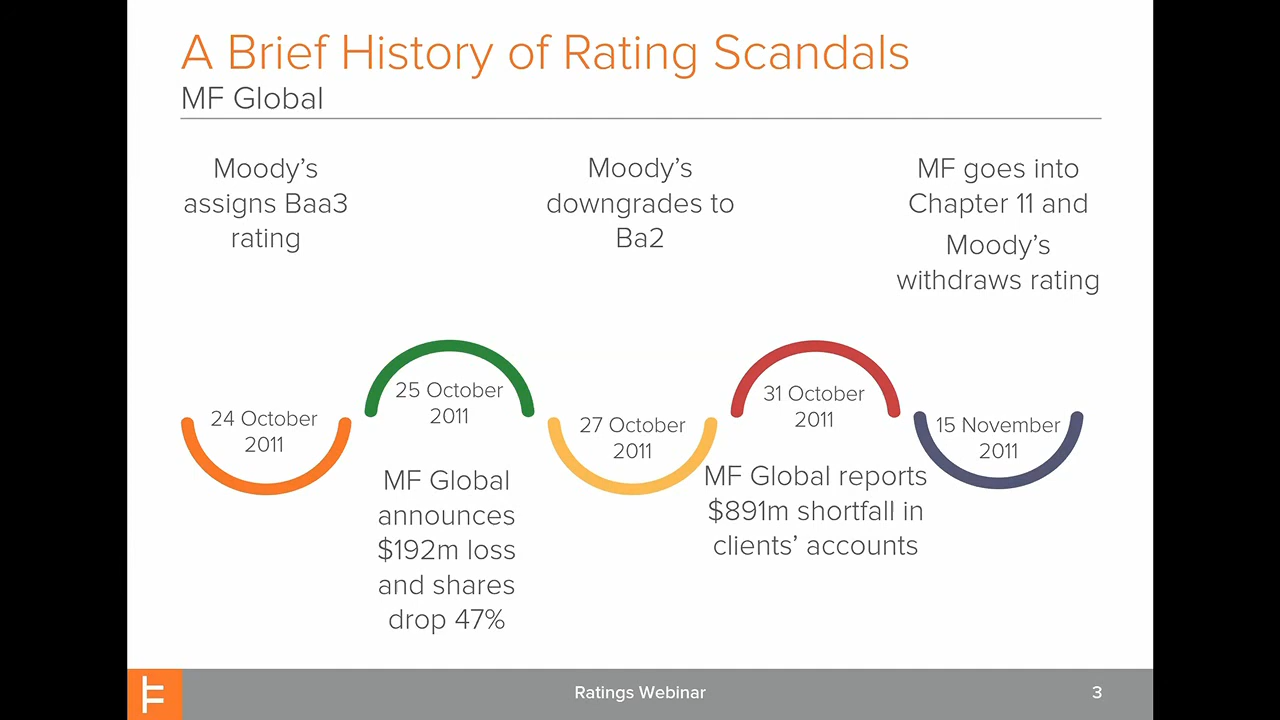 A Brief History of Rating Scandals
MF Global
Moody's
assigns Baa3
rating
Moody's
downgrades to
Ba2
MF goes into
Chapter 11 and
Moody's
withdraws rating
24 October
2011
25 October
2011
27 October
2011
31 October
2011
15 November
2011
MF Global
announces
$192m loss
and shares
drop 47%
MF Global reports
$891m shortfall in
clients' accounts
Ratings Webinar
3